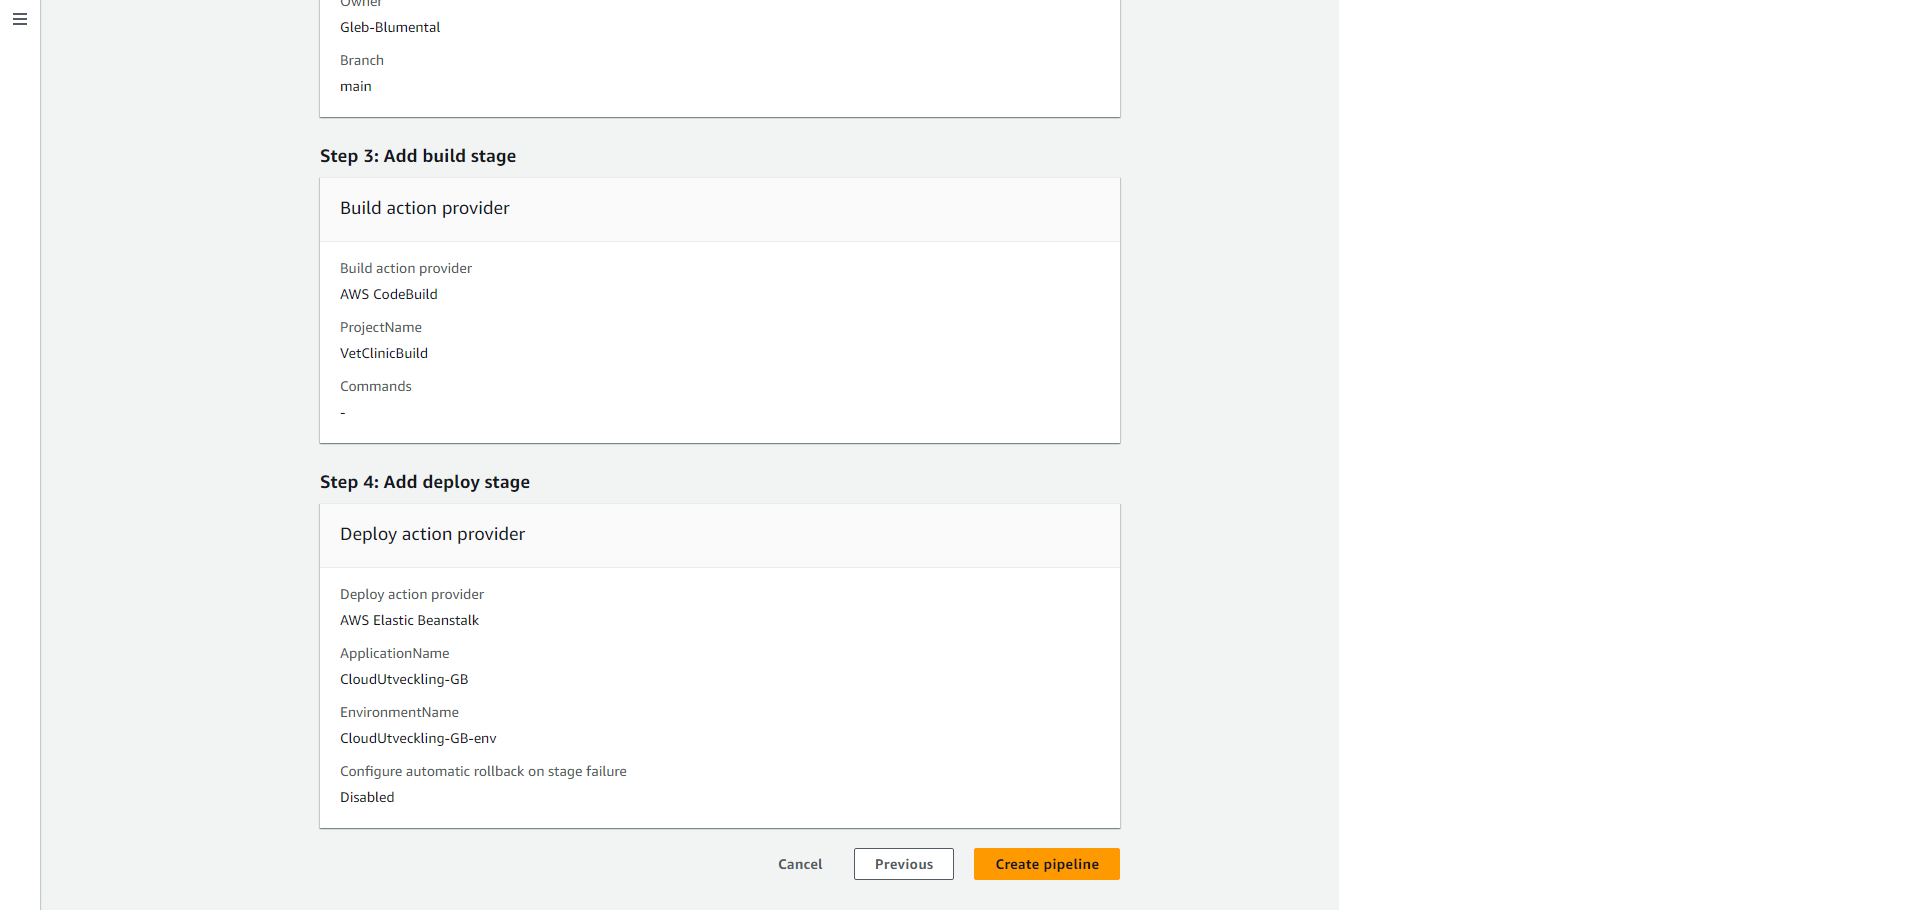 Owner
Gleb-Blumental
Branch
main
Step 3: Add build stage
Build action provider
Build action provider
AWS CodeBuild
ProjectName
VetClinicBuild
Commands
-
Step 4: Add deploy stage
Deploy action provider
Deploy action provider
AWS Elastic Beanstalk
ApplicationName
CloudUtveckling-GB
EnvironmentName
CloudUtveckling-GB-env
Configure automatic rollback on stage failure
Disabled
Cancel Previous Create pipeline